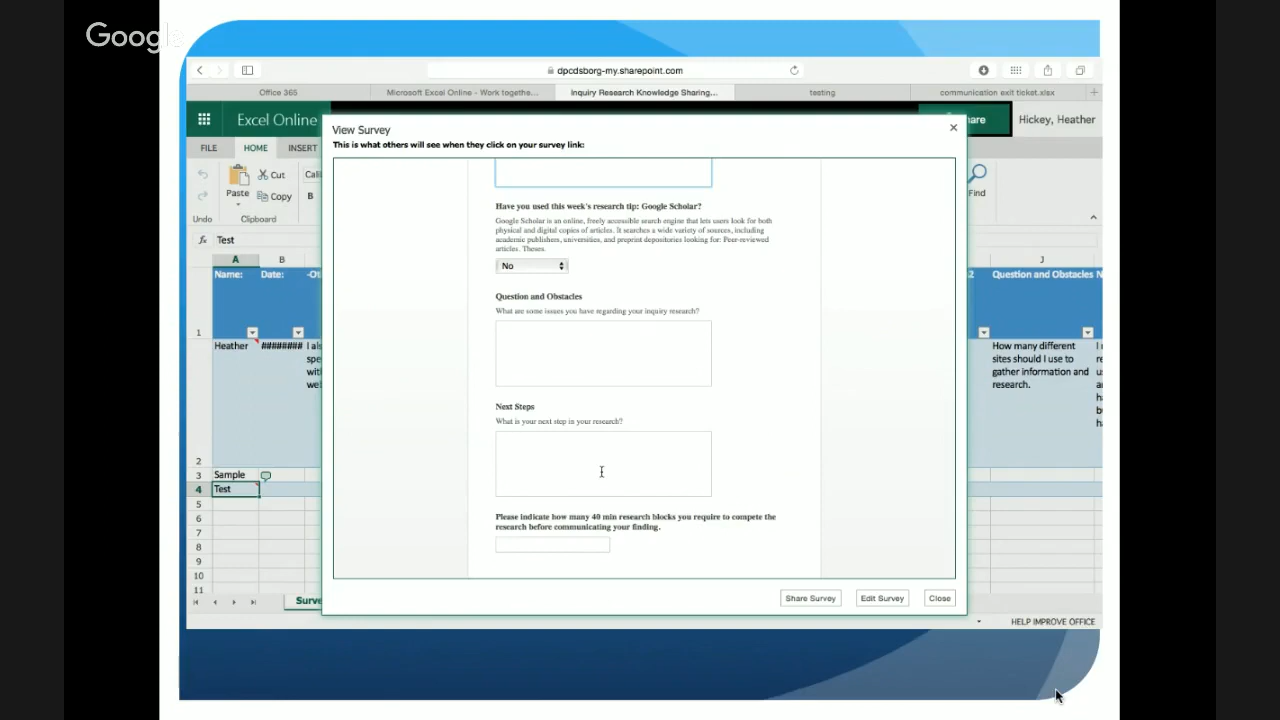 Google
dpcdsborg-my.sharepoint.com
Office 365
Microsoft Excel Online - Work togethe...
Inquiry Research Knowledge Sharing...
testing
communication exit ticket.xlsx
Excel Online
Hickey, Heather
FILE
HOME
INSERT
Cut
Copy
Paste
Undo
Clipboard
B
Find
fx Test
A
B
J
Name:
Date:
Question and Obstacles
1
Heather
########
How many different
sites should I use to
gather information and
research.
2
3 Sample
4 Test
5
6
7
8
9
10
11
HELP IMPROVE OFFICE
View Survey
This is what others will see when they click on your survey link:
Have you used this week's research tip: Google Scholar?
Google Scholar is an online, freely accessible search engine that lets users look for both
physical and digital copies of articles. It searches a wide variety of sources, including
academic publishers, universities, and preprint depositories looking for: Peer-reviewed
articles. Theses.
No
Question and Obstacles
What are some issues you have regarding your inquiry research?
Next Steps
What is your next step in your research?
Please indicate how many 40 min research blocks you require to compete the
research before communicating your finding.
Share Survey
Edit Survey
Close